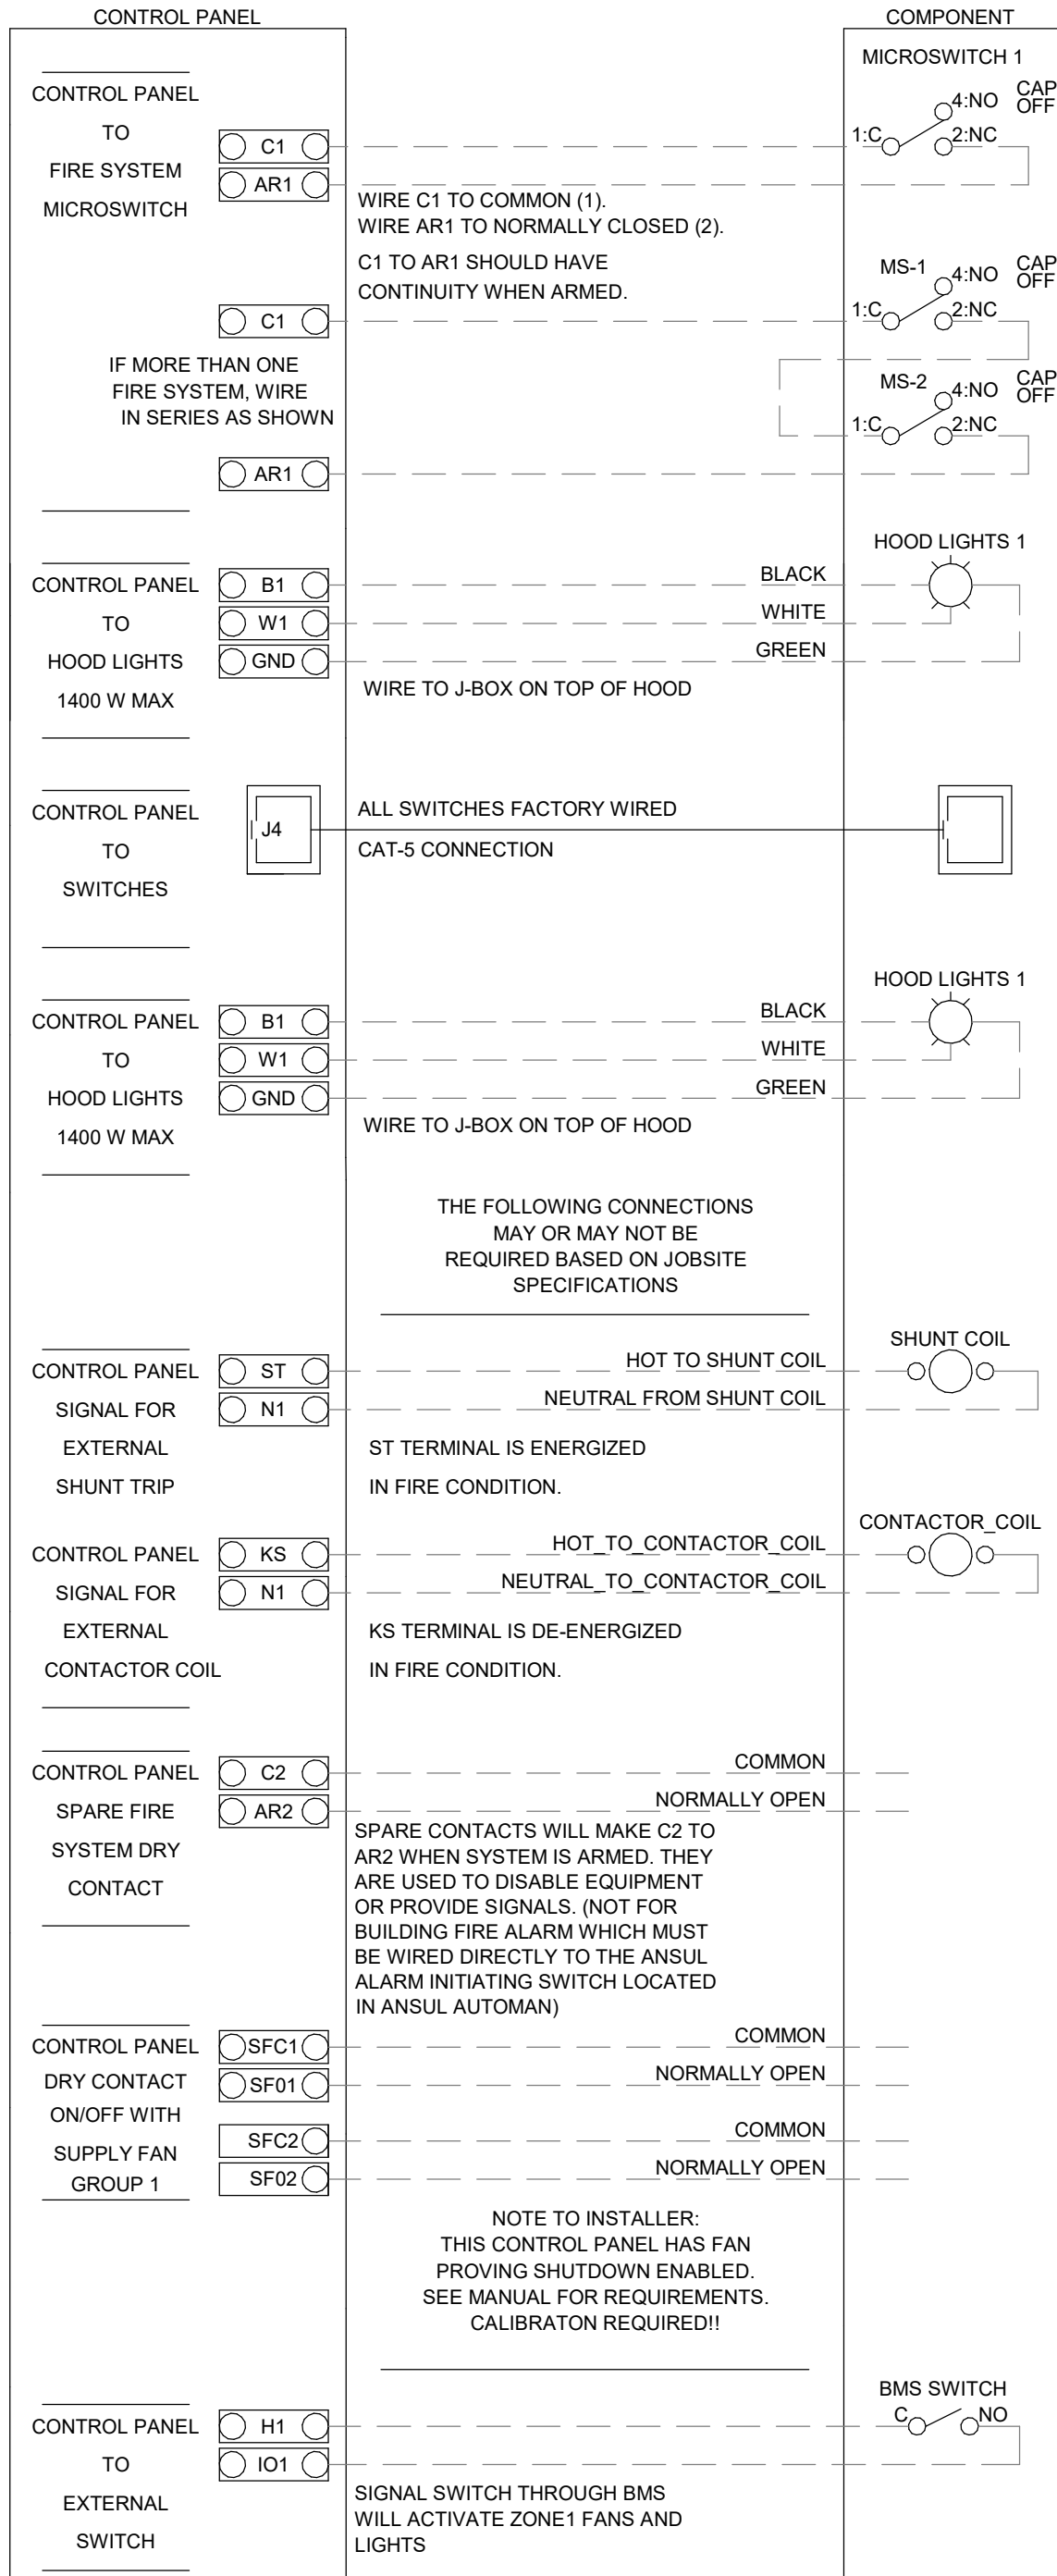 CONTROL PANEL
COMPONENT
MICROSWITCH 1
CONTROL PANEL
TO
FIRE SYSTEM
MICROSWITCH
C1
AR1
1:C
4:NO
2:NC
CAP
OFF
WIRE C1 TO COMMON (1).
WIRE AR1 TO NORMALLY CLOSED (2).
C1 TO AR1 SHOULD HAVE
CONTINUITY WHEN ARMED.
C1
MS-1
1:C
4:NO
2:NC
CAP
OFF
IF MORE THAN ONE
FIRE SYSTEM, WIRE
IN SERIES AS SHOWN
MS-2
1:C
4:NO
2:NC
CAP
OFF
AR1
HOOD LIGHTS 1
CONTROL PANEL
TO
HOOD LIGHTS
1400 W MAX
B1
W1
GND
BLACK
WHITE
GREEN
WIRE TO J-BOX ON TOP OF HOOD
CONTROL PANEL
TO
SWITCHES
J4
ALL SWITCHES FACTORY WIRED
CAT-5 CONNECTION
HOOD LIGHTS 1
CONTROL PANEL
TO
HOOD LIGHTS
1400 W MAX
B1
W1
GND
BLACK
WHITE
GREEN
WIRE TO J-BOX ON TOP OF HOOD
THE FOLLOWING CONNECTIONS
MAY OR MAY NOT BE
REQUIRED BASED ON JOBSITE
SPECIFICATIONS
CONTROL PANEL
SIGNAL FOR
EXTERNAL
SHUNT TRIP
ST
N1
HOT TO SHUNT COIL
NEUTRAL FROM SHUNT COIL
SHUNT COIL
ST TERMINAL IS ENERGIZED
IN FIRE CONDITION.
CONTROL PANEL
SIGNAL FOR
EXTERNAL
CONTACTOR COIL
KS
N1
HOT_TO_CONTACTOR_COIL
NEUTRAL_TO_CONTACTOR_COIL
CONTACTOR_COIL
KS TERMINAL IS DE-ENERGIZED
IN FIRE CONDITION.
CONTROL PANEL
SPARE FIRE
SYSTEM DRY
CONTACT
C2
AR2
COMMON
NORMALLY OPEN
SPARE CONTACTS WILL MAKE C2 TO
AR2 WHEN SYSTEM IS ARMED. THEY
ARE USED TO DISABLE EQUIPMENT
OR PROVIDE SIGNALS. (NOT FOR
BUILDING FIRE ALARM WHICH MUST
BE WIRED DIRECTLY TO THE ANSUL
ALARM INITIATING SWITCH LOCATED
IN ANSUL AUTOMAN)
CONTROL PANEL
DRY CONTACT
ON/OFF WITH
SUPPLY FAN
GROUP 1
SFC1
SF01
SFC2
SF02
COMMON
NORMALLY OPEN
COMMON
NORMALLY OPEN
NOTE TO INSTALLER:
THIS CONTROL PANEL HAS FAN
PROVING SHUTDOWN ENABLED.
SEE MANUAL FOR REQUIREMENTS.
CALIBRATON REQUIRED!!
CONTROL PANEL
TO
EXTERNAL
SWITCH
H1
IO1
BMS SWITCH
C
NO
SIGNAL SWITCH THROUGH BMS
WILL ACTIVATE ZONE1 FANS AND
LIGHTS